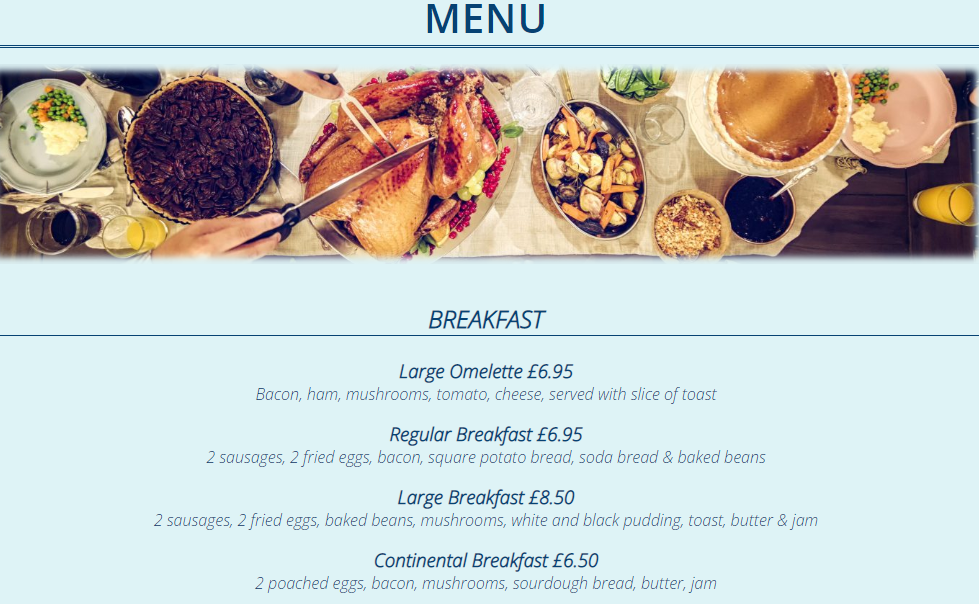 MENU
BREAKFAST
Large Omelette £6.95
Bacon, ham, mushrooms, tomato, cheese, served with slice of toast
Regular Breakfast £6.95
2 sausages, 2 fried eggs, bacon, square potato bread, soda bread & baked beans
Large Breakfast £8.50
2 sausages, 2 fried eggs, baked beans, mushrooms, white and black pudding, toast, butter & jam
Continental Breakfast £6.50
2 poached eggs, bacon, mushrooms, sourdough bread, butter, jam